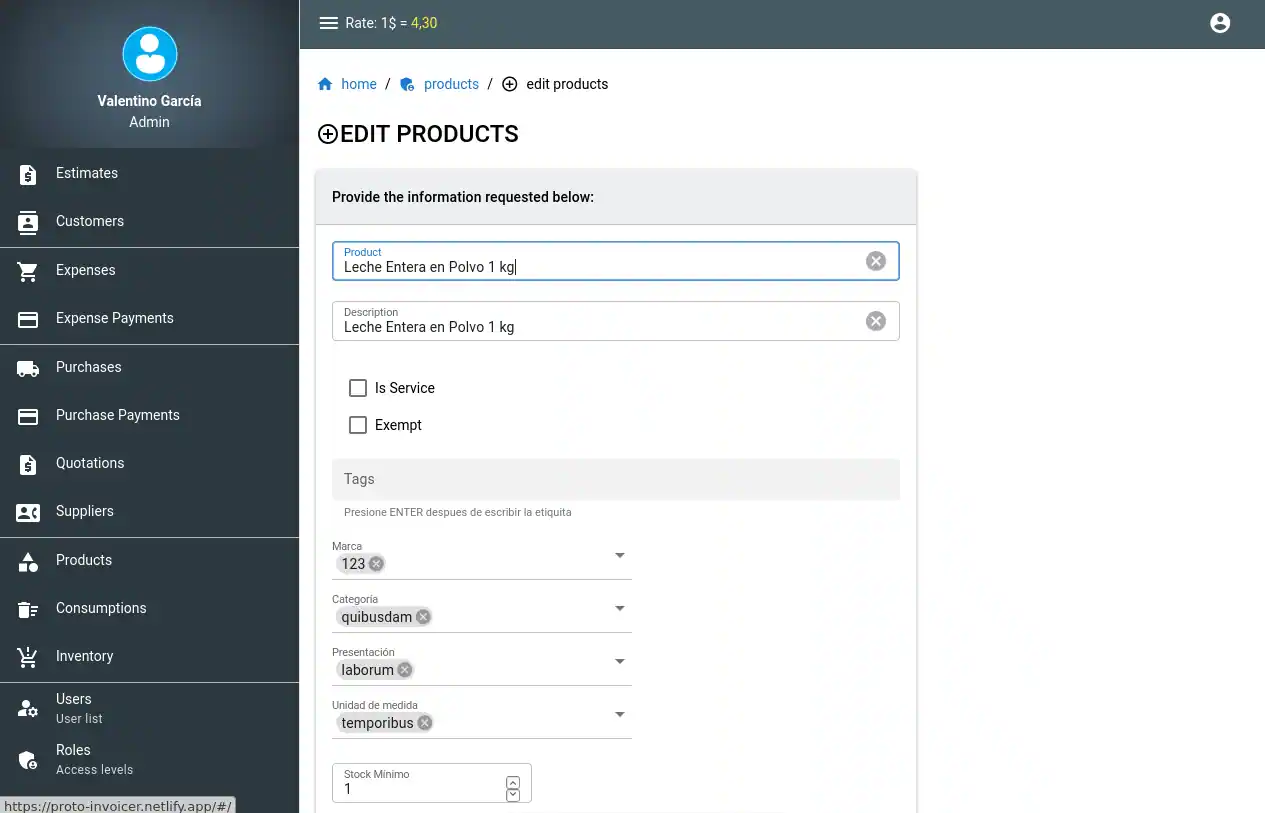 Rate: 1$ = 4,30
Valentino García
Admin
Estimates
Customers
Expenses
Expense Payments
Purchases
Purchase Payments
Quotations
Suppliers
Products
Consumptions
Inventory
Users
User list
Roles
Access levels
https://proto-invoicer.netlify.app/#/
home / products / edit products
EDIT PRODUCTS
Provide the information requested below:
Product
Leche Entera en Polvo 1 kg
Description
Leche Entera en Polvo 1 kg
Is Service
Exempt
Tags
Presione ENTER despues de escribir la etiquita
Marca
123
Categoría
quibusdam
Presentación
laborum
Unidad de medida
temporibus
Stock Mínimo
1